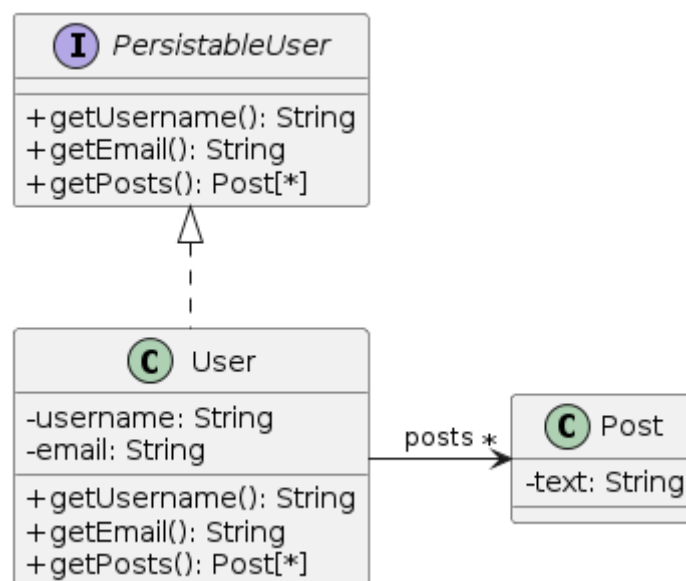 I PersistableUser
+getUsername(): String
+getEmail(): String
+getPosts(): Post[*]
C User
-username: String
-email: String
+getUsername(): String
+getEmail(): String
+getPosts(): Post[*]
posts *
C Post
-text: String